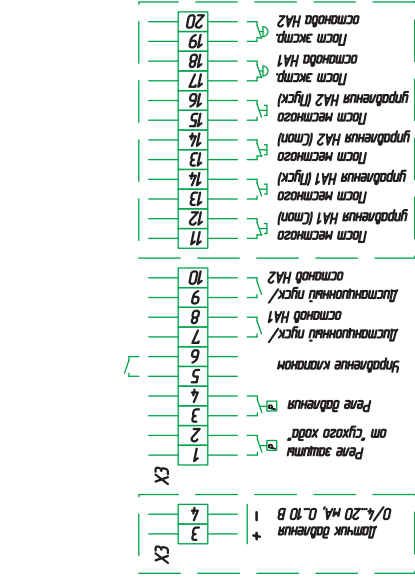 X3
Датчик давления + 3
0/4...20 мА, 0..10 В - 4
X3
Реле защиты P 1
от "сухого хода" 2
Реле давления P 3
4
Управление клапаном 5
6
Дистанционный пуск/ 7
останов НА1 8
Дистанционный пуск/ 9
останов НА2 10
Пост местного 11
управления НА1 (Стоп) 12
Пост местного 13
управления НА1 (Пуск) 14
Пост местного 13
управления НА2 (Стоп) 14
Пост местного 15
управления НА2 (Пуск) 16
Пост экстр. 17
останова НА1 18
Пост экстр. 19
останова НА2 20